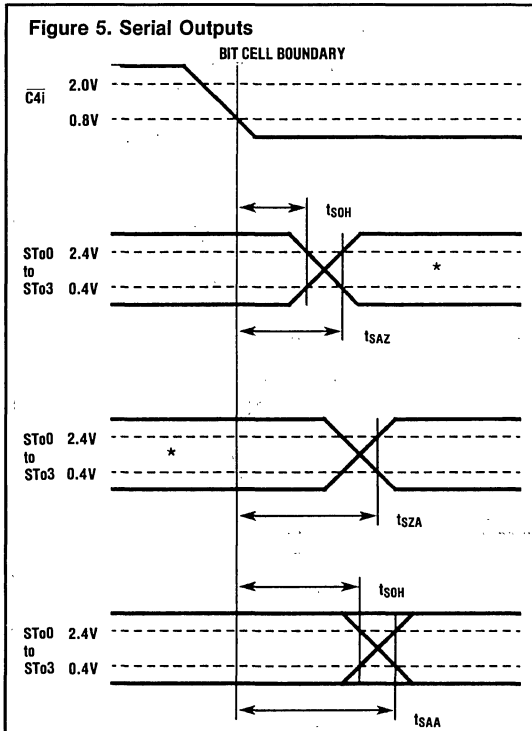 Figure 5. Serial Outputs
BIT CELL BOUNDARY
C4i
2.0V
0.8V
tSOH
STo0 2.4V
to
STo3 0.4V
*
tSAZ
STo0 2.4V
to
STo3 0.4V
*
tSZA
tSOH
STo0 2.4V
to
STo3 0.4V
tSAA